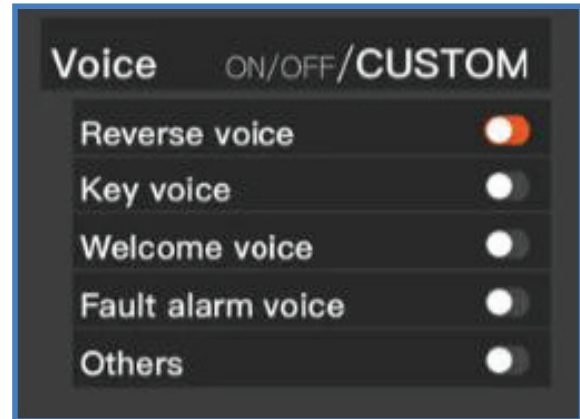 Voice ON/OFF/CUSTOM
Reverse voice
Key voice
Welcome voice
Fault alarm voice
Others